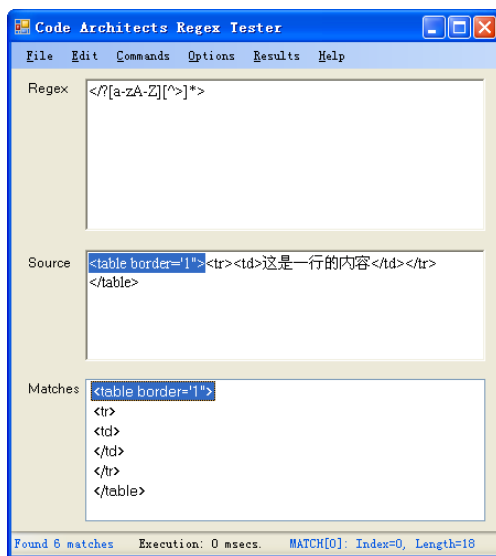 Code Architects Regex Tester
File Edit Commands Options Results Help
Regex
</?[a-zA-Z][^>]*>
Source
<table border='1"><tr><td>这是一行的内容</td></tr>
</table>
Matches
<table border='1">
<tr>
<td>
</td>
</tr>
</table>
Found 6 matches Execution: 0 msecs. MATCH[0]: Index=0, Length=18